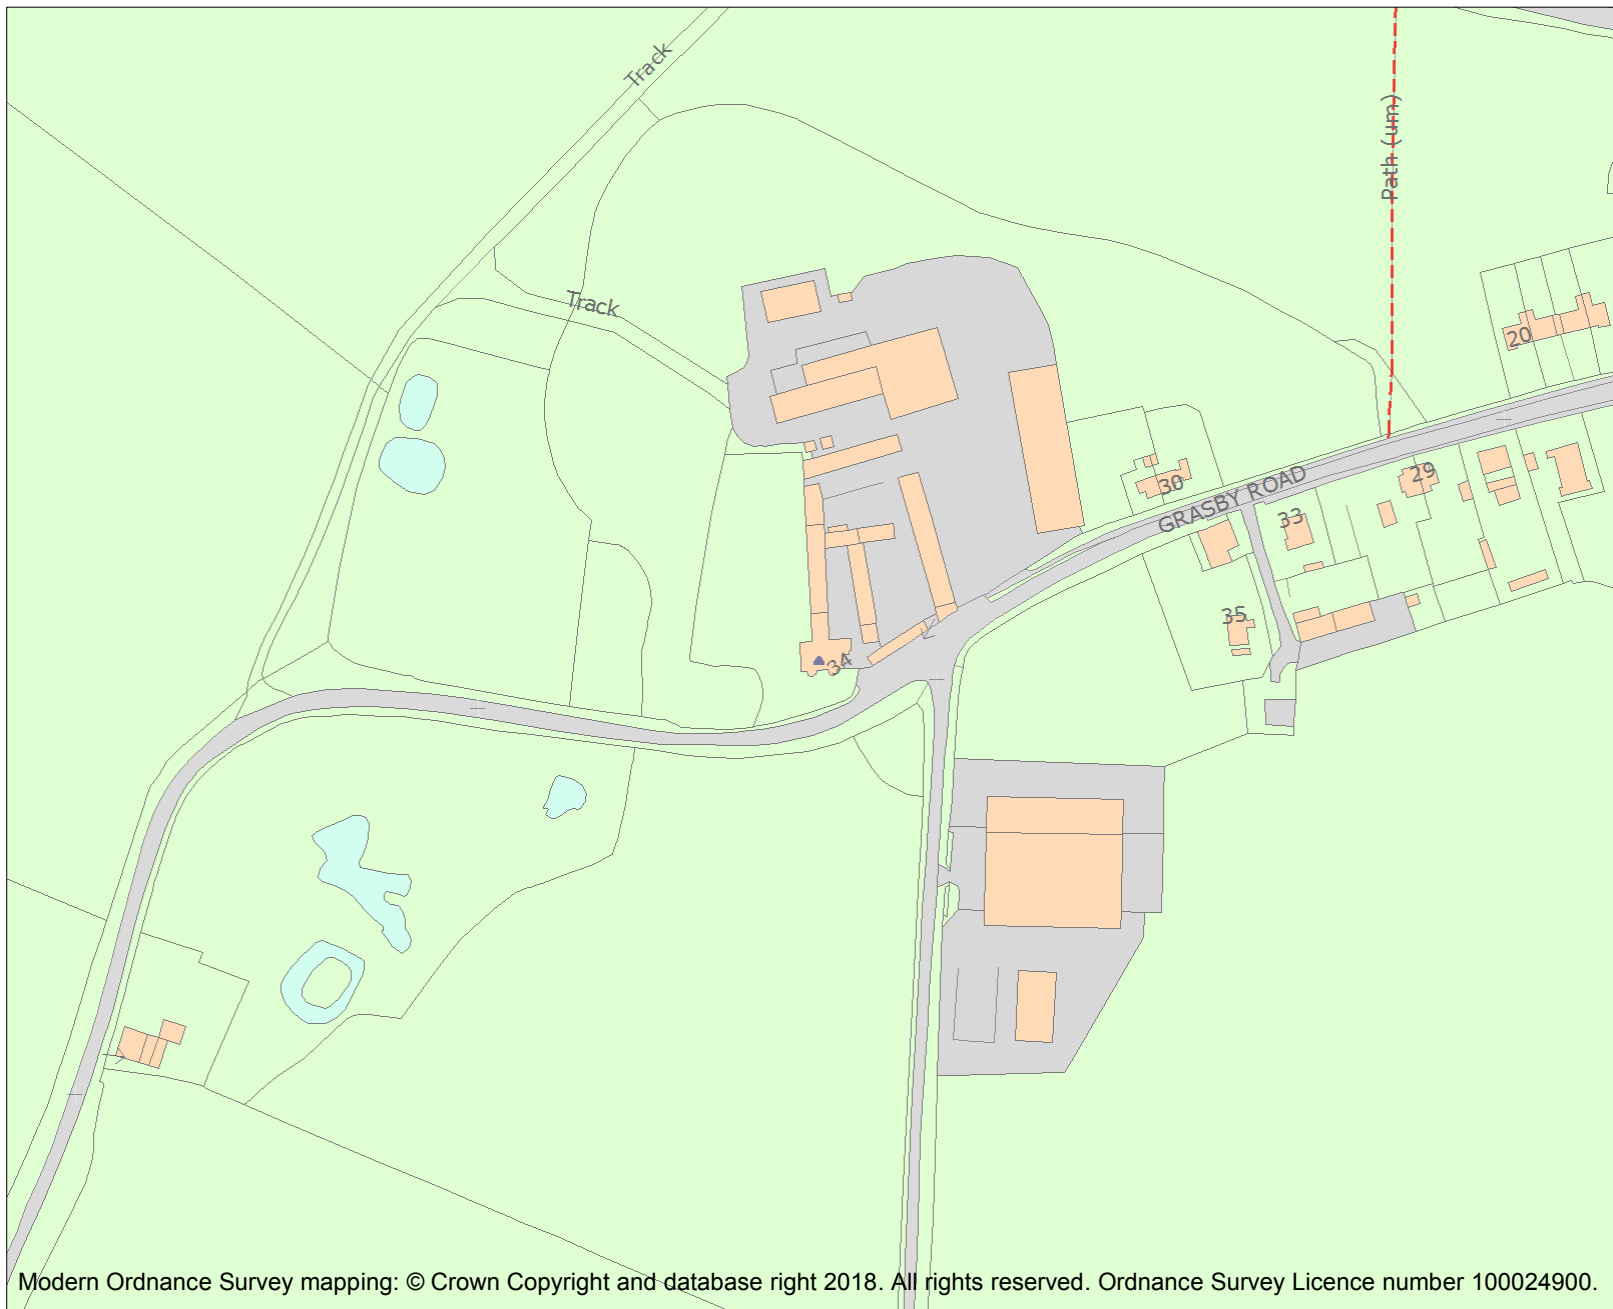 Track
Path (um)
Track
20
30
GRASBY ROAD
29
33
35
34
Modern Ordnance Survey mapping: © Crown Copyright and database right 2018. All rights reserved. Ordnance Survey Licence number 100024900.